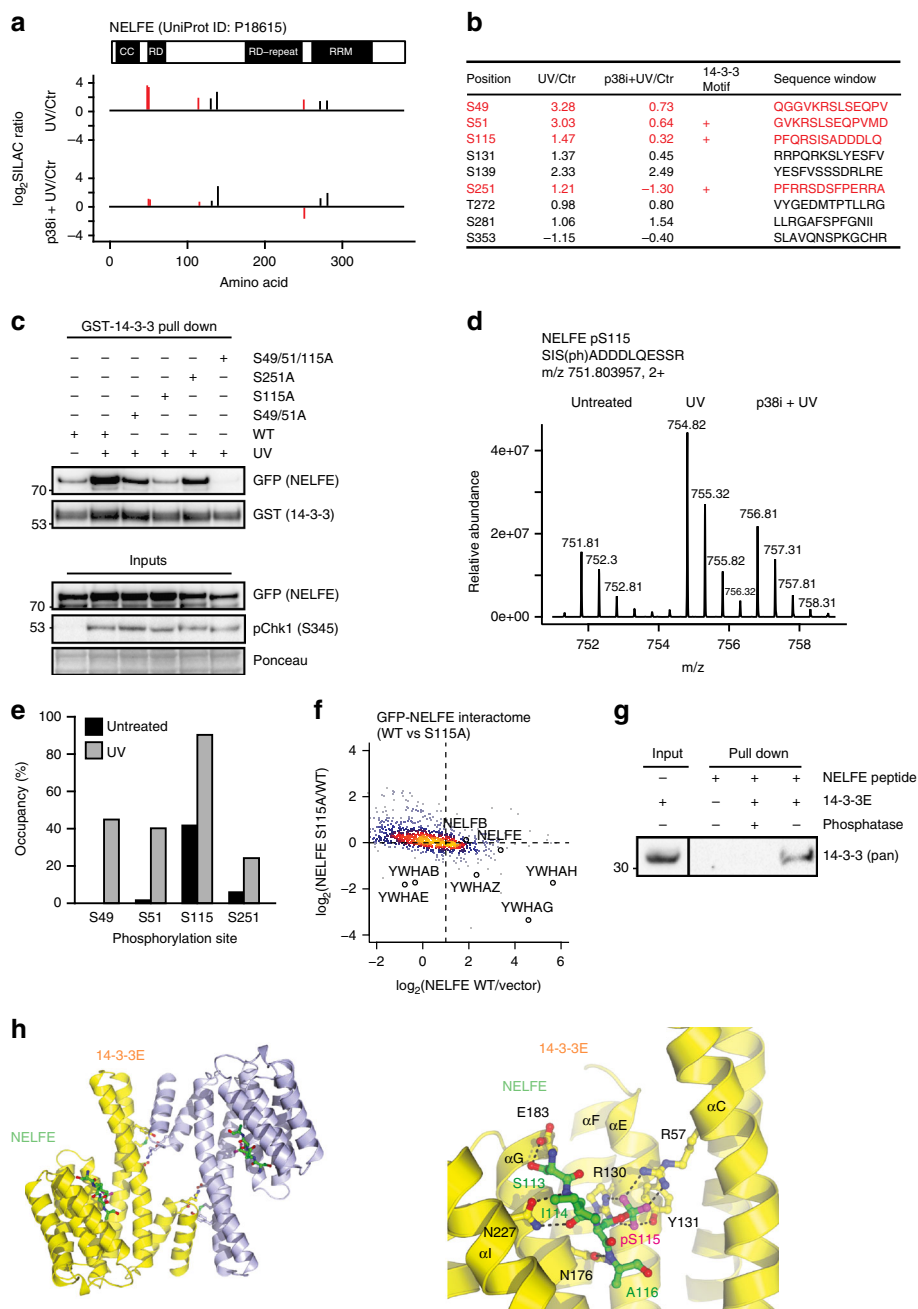 a
NELFE (UniProt ID: P18615)
CC RD RD–repeat RRM
log2SILAC ratio
UV/Ctr
4
0
−4
p38i + UV/Ctr
4
0
−4
0 100 200 300
Amino acid
b
Position UV/Ctr p38i+UV/Ctr 14-3-3 Motif Sequence window
S49 3.28 0.73 QGGVKRSLSEQPV
S51 3.03 0.64 + GVKRSLSEQPVMD
S115 1.47 0.32 + PFQRSISADDDLQ
S131 1.37 0.45 RRPQRKSLYESFV
S139 2.33 2.49 YESFVSSSDRLRE
S251 1.21 −1.30 + PFRRSDSFPERRA
T272 0.98 0.80 VYGEDMTPTLLRG
S281 1.06 1.54 LLRGAFSPFGNII
S353 −1.15 −0.40 SLAVQNSPKGCHR
c
GST-14-3-3 pull down
− − − − − + S49/51/115A
− − − − + − S251A
− − − + − − S115A
− − + − − − S49/51A
+ + − − − − WT
− + + + + + UV
70 GFP (NELFE)
53 GST (14-3-3)
Inputs
70 GFP (NELFE)
53 pChk1 (S345)
Ponceau
d
NELFE pS115
SIS(ph)ADDDLQESSR
m/z 751.803957, 2+
Untreated UV p38i + UV
Relative abundance
4e+07
2e+07
0e+00
751.81
752.3
752.81
754.82
755.32
755.82
756.32
756.81
757.31
757.81
758.31
752 754 756 758
m/z
e
Occupancy (%)
100
80
60
40
20
0
Untreated
UV
S49 S51 S115 S251
Phosphorylation site
f
GFP-NELFE interactome
(WT vs S115A)
log2(NELFE S115A/WT)
4
2
0
−2
−4
NELFB
NELFE
YWHAB
YWHAE
YWHAZ
YWHAH
YWHAG
−2 0 2 4 6
log2(NELFE WT/vector)
g
Input Pull down
− + + + NELFE peptide
+ − + + 14-3-3E
+ − Phosphatase
30 14-3-3 (pan)
h
14-3-3E
NELFE
14-3-3E
NELFE
E183
αF
αE
αC
R57
αG
S113
R130
I114
N227
αI
Y131
pS115
N176
A116